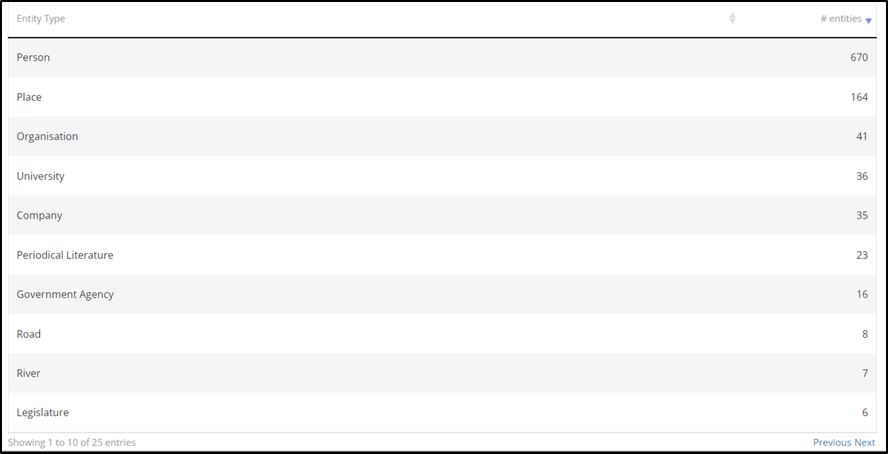 Entity Type # entities
Person 670
Place 164
Organisation 41
University 36
Company 35
Periodical Literature 23
Government Agency 16
Road 8
River 7
Legislature 6
Showing 1 to 10 of 25 entries Previous Next